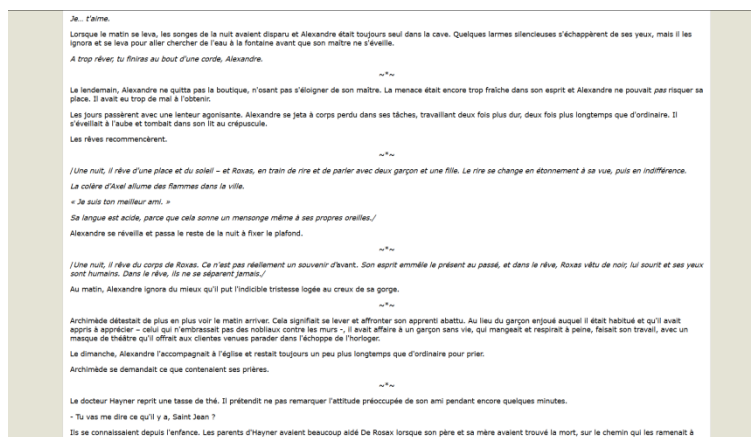 Je... t'aime.
Lorsque le matin se leva, les songes de la nuit avaient disparu et Alexandre était toujours seul dans la cave. Quelques larmes silencieuses s'échappèrent de ses yeux, mais il les
ignora et se leva pour aller chercher de l'eau à la fontaine avant que son maître ne s'éveille.
A trop rêver, tu finiras au bout d'une corde, Alexandre.
~*~
Le lendemain, Alexandre ne quitta pas la boutique, n'osant pas s'éloigner de son maître. La menace était encore trop fraîche dans son esprit et Alexandre ne pouvait pas risquer sa
place. Il avait eu trop de mal à l'obtenir.
Les jours passèrent avec une lenteur agonisante. Alexandre se jeta à corps perdu dans ses tâches, travaillant deux fois plus dur, deux fois plus longtemps que d'ordinaire. Il
s'éveillait à l'aube et tombait dans son lit au crépuscule.
Les rêves recommencèrent.
~*~
/Une nuit, il rêve d'une place et du soleil – et Roxas, en train de rire et de parler avec deux garçon et une fille. Le rire se change en étonnement à sa vue, puis en indifférence.
La colère d'Axel allume des flammes dans la ville.
« Je suis ton meilleur ami. »
Sa langue est acide, parce que cela sonne un mensonge même à ses propres oreilles./
Alexandre se réveilla et passa le reste de la nuit à fixer le plafond.
~*~
/Une nuit, il rêve du corps de Roxas. Ce n'est pas réellement un souvenir d'avant. Son esprit emmêle le présent au passé, et dans le rêve, Roxas vêtu de noir, lui sourit et ses yeux
sont humains. Dans le rêve, ils ne se séparent jamais./
Au matin, Alexandre ignora du mieux qu'il put l'indicible tristesse logée au creux de sa gorge.
~*~
Archimède détestait de plus en plus voir le matin arriver. Cela signifiait se lever et affronter son apprenti abattu. Au lieu du garçon enjoué auquel il était habitué et qu'il avait
appris à apprécier – celui qui n'embrassait pas des nobliaux contre les murs -, il avait affaire à un garçon sans vie, qui mangeait et respirait à peine, faisait son travail, avec un
masque de théâtre qu'il offrait aux clientes venues parader dans l'échoppe de l'horloger.
Le dimanche, Alexandre l'accompagnait à l'église et restait toujours un peu plus longtemps que d'ordinaire pour prier.
Archimède se demandait ce que contenaient ses prières.
~*~
Le docteur Hayner reprit une tasse de thé. Il prétendit ne pas remarquer l'attitude préoccupée de son ami pendant encore quelques minutes.
- Tu vas me dire ce qu'il y a, Saint Jean ?
Ils se connaissaient depuis l'enfance. Les parents d'Hayner avaient beaucoup aidé De Rosax lorsque son père et sa mère avaient trouvé la mort, sur le chemin qui les ramenait à